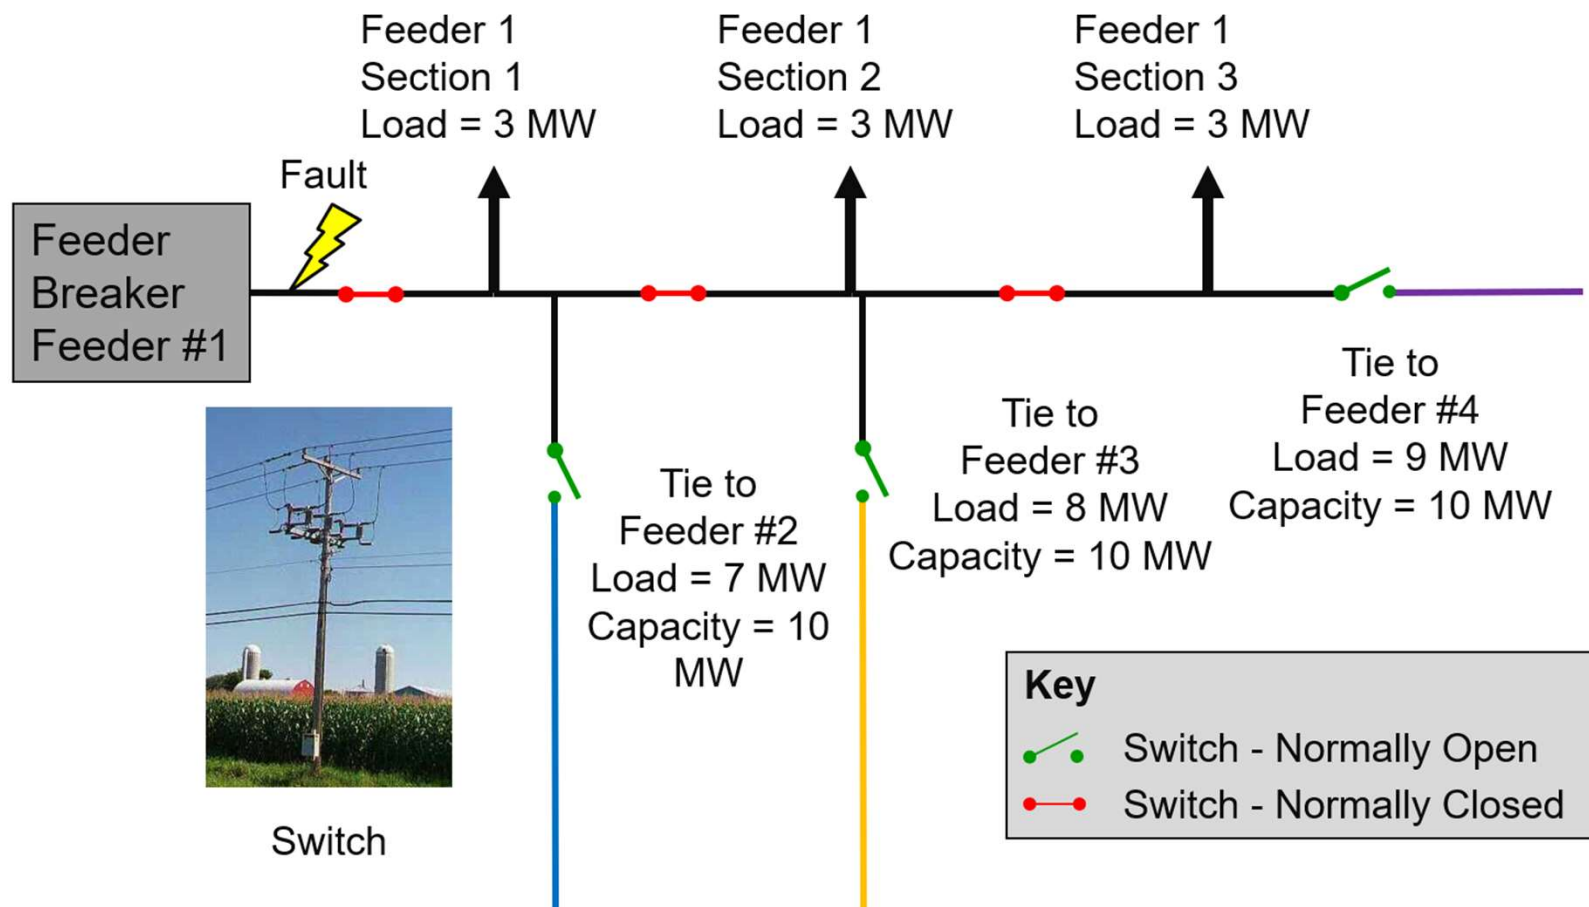 Feeder 1
Section 1
Load = 3 MW
Feeder 1
Section 2
Load = 3 MW
Feeder 1
Section 3
Load = 3 MW
Fault
Feeder
Breaker
Feeder #1
Tie to
Feeder #2
Load = 7 MW
Capacity = 10
MW
Tie to
Feeder #3
Load = 8 MW
Capacity = 10 MW
Tie to
Feeder #4
Load = 9 MW
Capacity = 10 MW
Switch
Key
Switch - Normally Open
Switch - Normally Closed